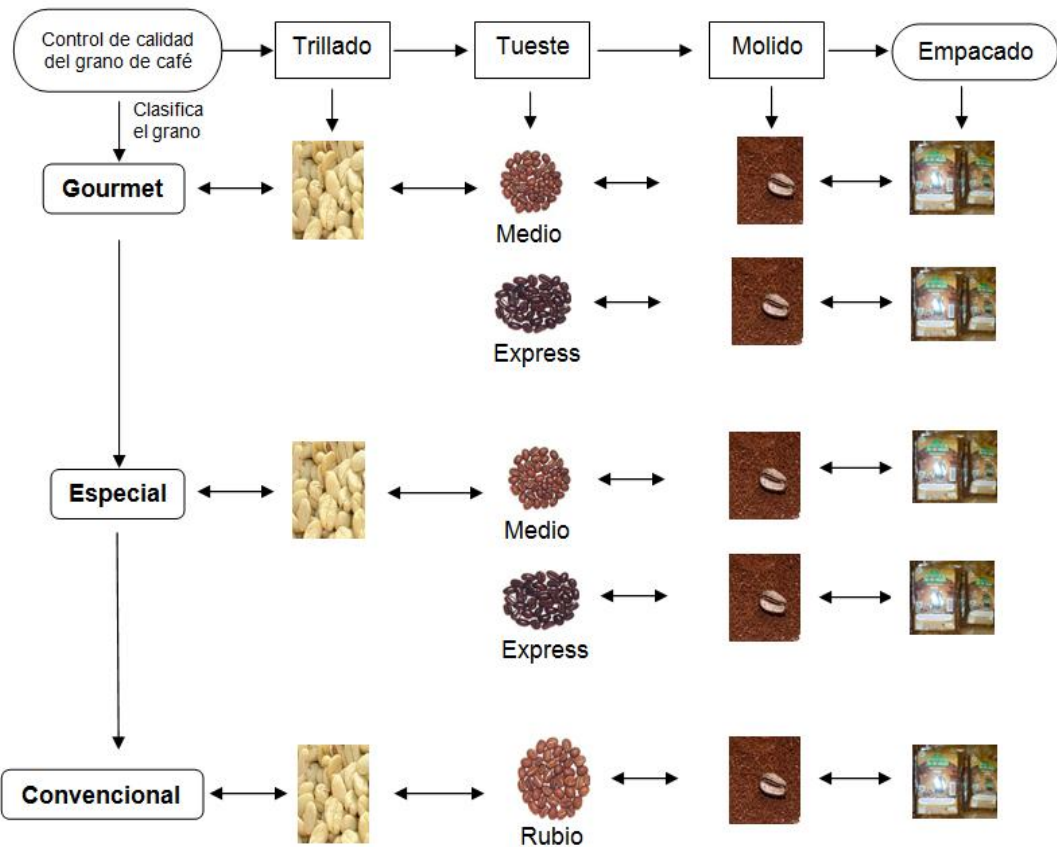 Control de calidad
del grano de café
Trillado
Tueste
Molido
Empacado
Clasifica
el grano
Gourmet
Medio
Express
Especial
Medio
Express
Convencional
Rubio